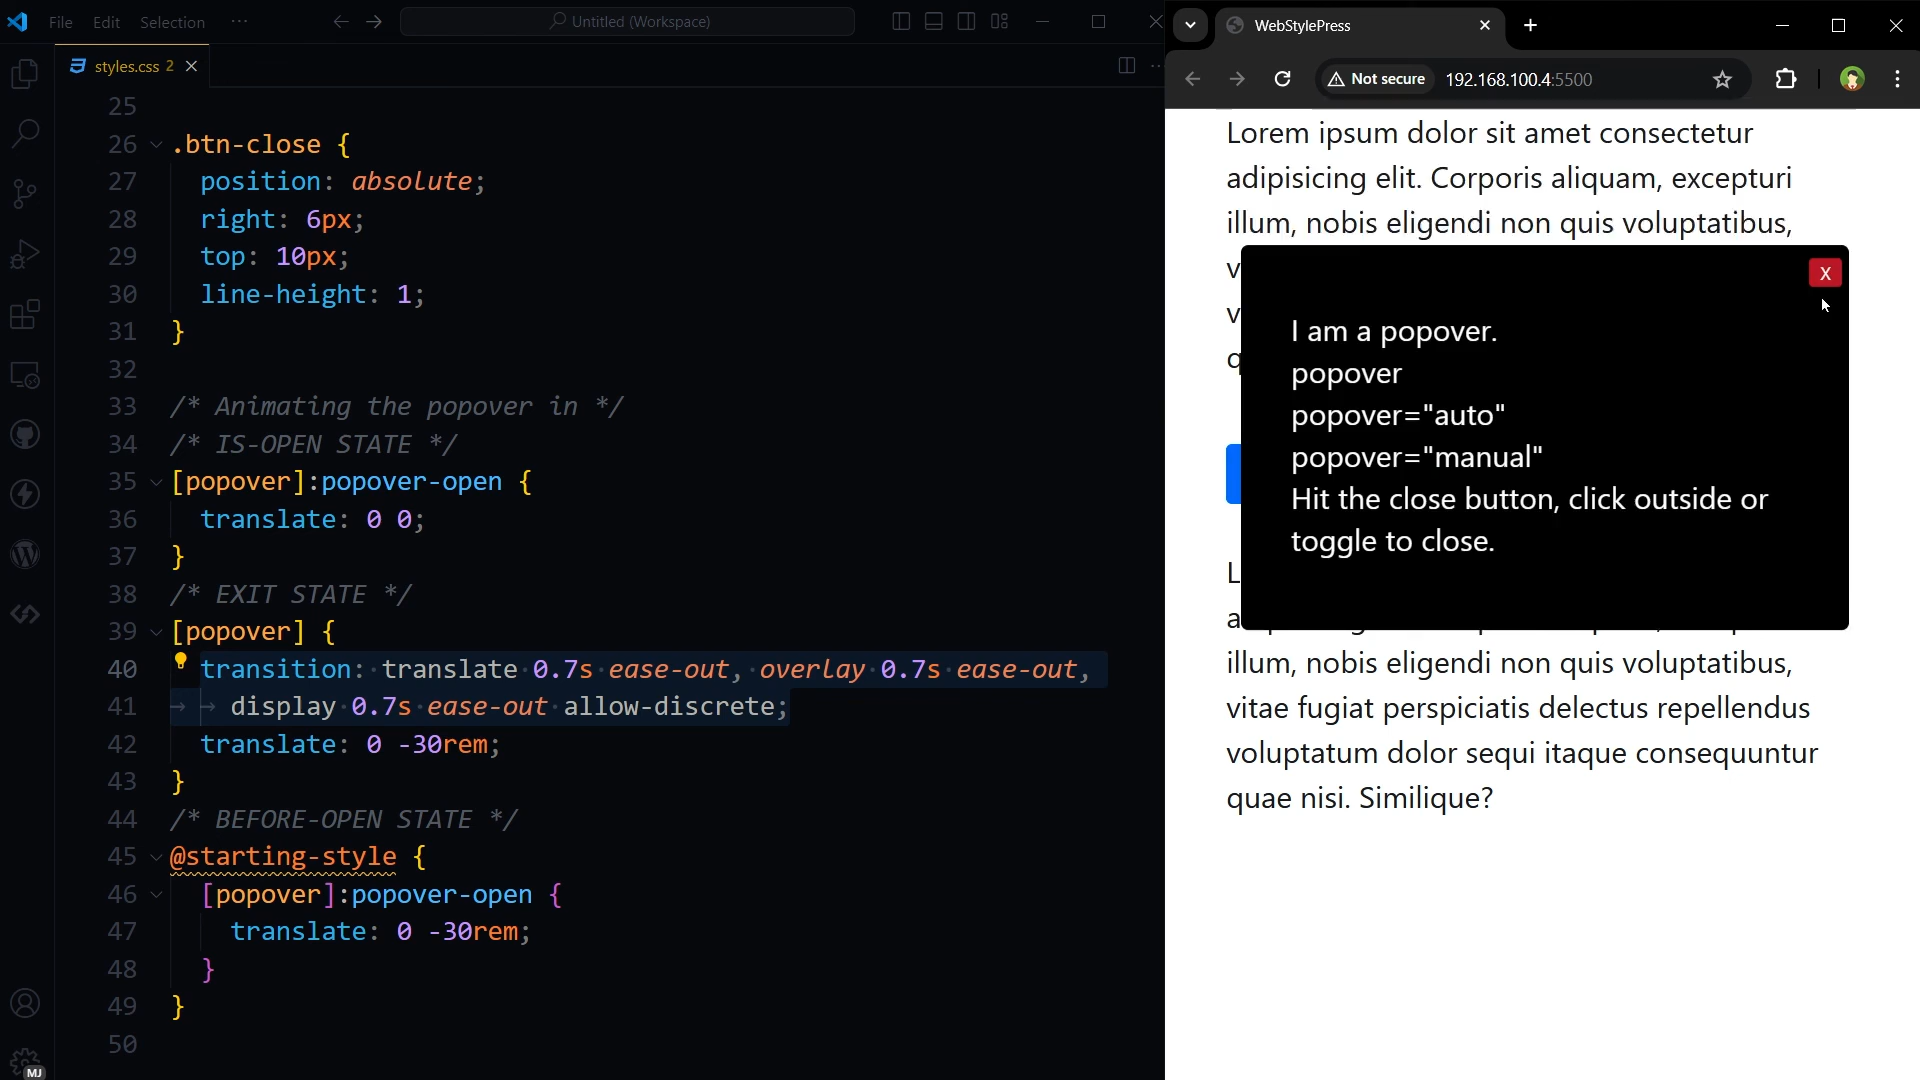 File Edit Selection ···
Untitled (Workspace)
styles.css 2
25
26 .btn-close {
27 position: absolute;
28 right: 6px;
29 top: 10px;
30 line-height: 1;
31 }
32
33 /* Animating the popover in */
34 /* IS-OPEN STATE */
35 [popover]:popover-open {
36 translate: 0 0;
37 }
38 /* EXIT STATE */
39 [popover] {
40 transition: translate 0.7s ease-out, overlay 0.7s ease-out,
41 display 0.7s ease-out allow-discrete;
42 translate: 0 -30rem;
43 }
44 /* BEFORE-OPEN STATE */
45 @starting-style {
46 [popover]:popover-open {
47 translate: 0 -30rem;
48 }
49 }
50
MJ
WebStylePress
Not secure 192.168.100.4:5500
Lorem ipsum dolor sit amet consectetur
adipisicing elit. Corporis aliquam, excepturi
illum, nobis eligendi non quis voluptatibus,
X
I am a popover.
popover
popover="auto"
popover="manual"
Hit the close button, click outside or
toggle to close.
illum, nobis eligendi non quis voluptatibus,
vitae fugiat perspiciatis delectus repellendus
voluptatum dolor sequi itaque consequuntur
quae nisi. Similique?